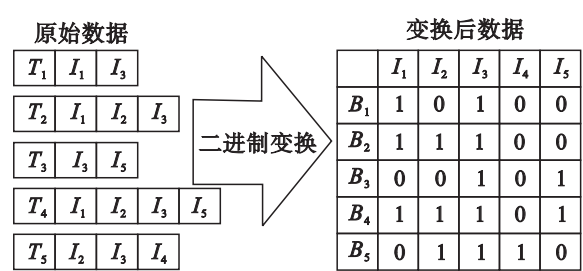 原始数据
T1 I1 I3
T2 I1 I2 I3
T3 I3 I5
T4 I1 I2 I3 I5
T5 I2 I3 I4
二进制变换
变换后数据
I1 I2 I3 I4 I5
B1 1 0 1 0 0
B2 1 1 1 0 0
B3 0 0 1 0 1
B4 1 1 1 0 1
B5 0 1 1 1 0